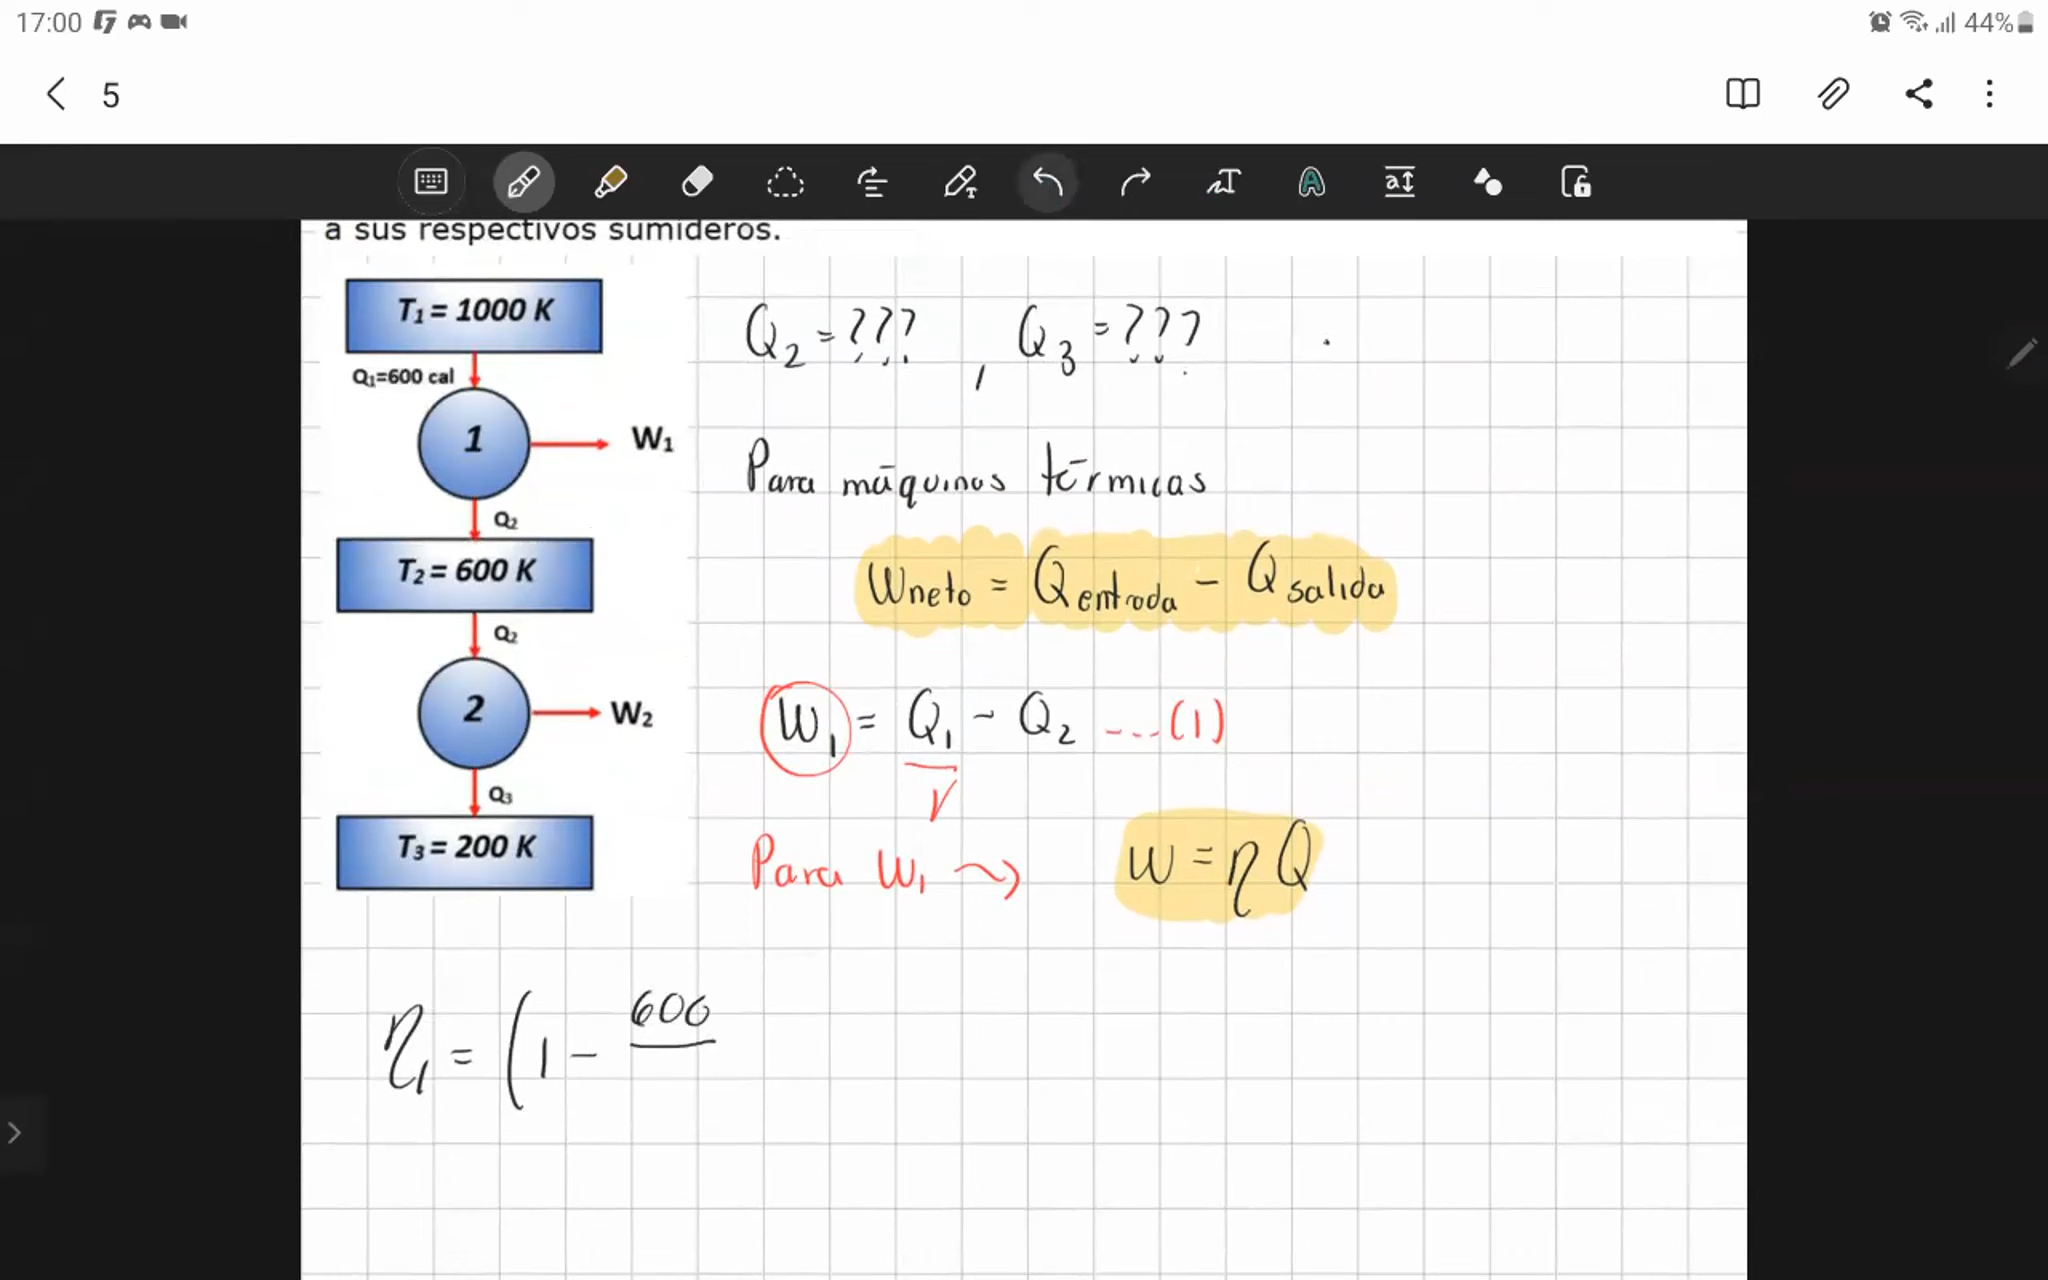 17:00 44%
5
a sus respectivos sumideros.
T₁ = 1000 K
Q₁=600 cal
1
W₁
Q₂
T₂ = 600 K
Q₂
2
W₂
Q₃
T₃ = 200 K
Q₂ = ??? , Q₃ = ???
Para máquinas térmicas
Wneto = Qentrada - Qsalida
W₁ = Q₁ - Q₂ ....(1)
Para W₁ ⤳ W = η Q
η₁ = (1 - 600